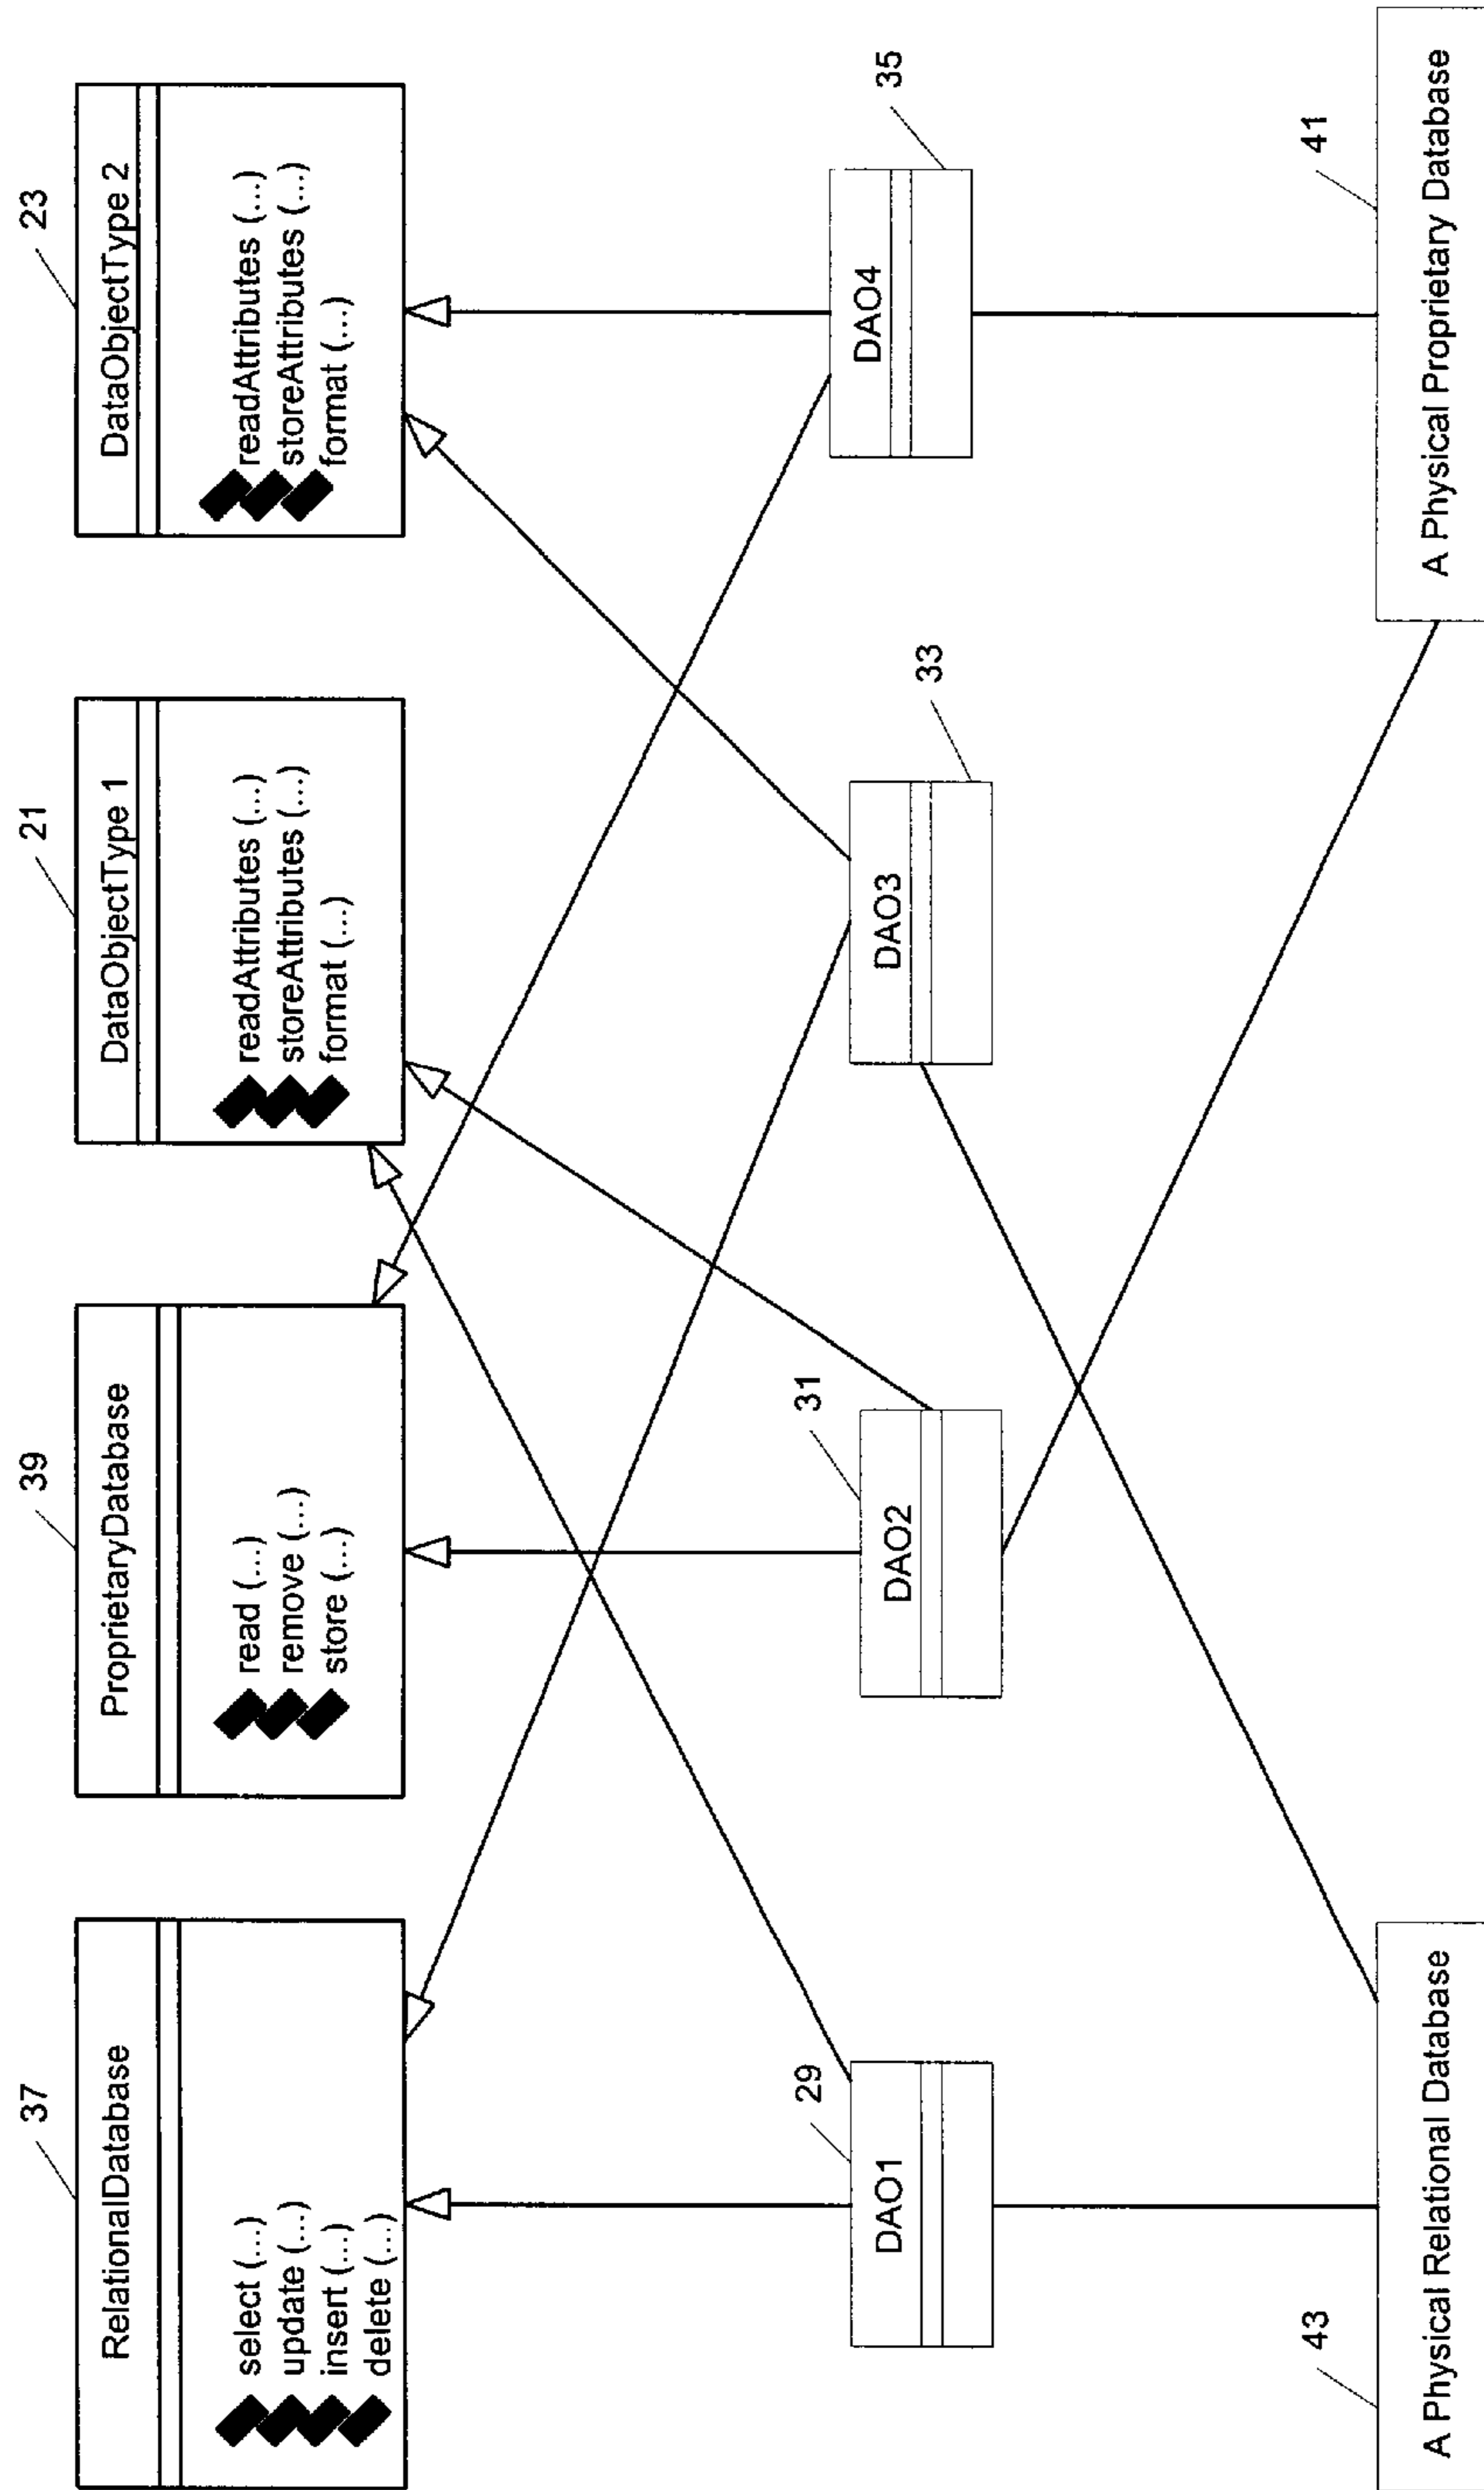 37
39
21
23
RelationalDatabase
select (...)
update (...)
insert (...)
delete (...)
ProprietaryDatabase
read (...)
remove (...)
store (...)
DataObjectType 1
readAttributes (...)
storeAttributes (...)
format (...)
DataObjectType 2
readAttributes (...)
storeAttributes (...)
format (...)
29
DAO1
31
DAO2
33
DAO3
35
DAO4
43
A Physical Relational Database
41
A Physical Proprietary Database